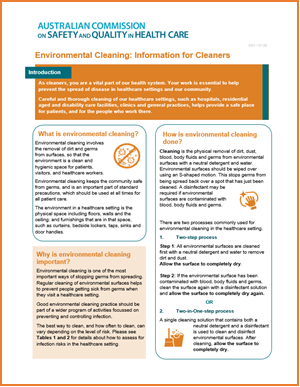 AUSTRALIAN COMMISSION
ON SAFETY AND QUALITY IN HEALTH CARE
Environmental Cleaning: Information for Cleaners
Introduction
As cleaners, you are a vital part of our health system. Your work is essential to help
prevent the spread of disease in healthcare settings and our community.
Careful and thorough cleaning of our healthcare settings, such as hospitals, residential
aged and disability care facilities, clinics and general practices, helps provide a safe place
for patients, and for the people who work there.
What is environmental cleaning?
Environmental cleaning involves
the removal of dirt and germs
from surfaces, so that the
environment is a clean and
hygienic space for patients,
visitors, and healthcare workers.
Environmental cleaning keeps the community safe
from germs, and is an important part of standard
precautions, which should be used at all times for
all patient care.
The environment in a healthcare setting is the
physical space including floors, walls and the
ceiling; and furnishings that are in that space,
such as curtains, bedside lockers, taps, sinks and
door handles.
Why is environmental cleaning
important?
Environmental cleaning is one of the most
important ways of stopping germs from spreading.
Regular cleaning of environmental surfaces helps
to prevent people getting sick from germs when
they visit a healthcare setting.
Good environmental cleaning practice should be
part of a wider program of activities focussed on
preventing and controlling infection.
The best way to clean, and how often to clean, can
vary depending on the level of risk. Please see
Tables 1 and 2 for details about how to assess for
infection risks in the healthcare setting.
How is environmental cleaning
done?
Cleaning is the physical removal of dirt, dust,
blood, body fluids and germs from environmental
surfaces with a neutral detergent and water.
Environmental surfaces should be wiped over
using an S-shaped motion. This stops germs from
being spread back over a spot that has just been
cleaned. A disinfectant may be
required if environmental
surfaces are contaminated with
blood, body fluids or germs.
There are two processes commonly used for
environmental cleaning in the healthcare setting.
1. Two-step process
Step 1: All environmental surfaces are cleaned
first with a neutral detergent and water to remove
dirt and dust.
Allow the surface to completely dry.
Step 2: If the environmental surface has been
contaminated with blood, body fluids and germs,
clean the surface again with a disinfectant solution
and allow the surface to completely dry again.
OR
2. Two-in-One-step process
A single cleaning solution that contains both a
neutral detergent and a disinfectant
is used to clean and disinfect
environmental surfaces. After
cleaning, allow the surface to
completely dry.